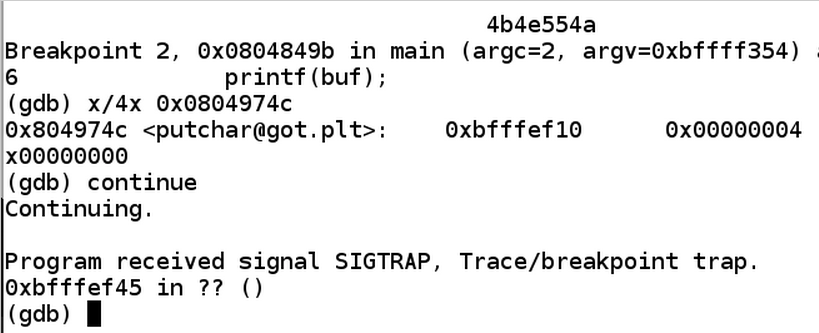 4b4e554a
Breakpoint 2, 0x0804849b in main (argc=2, argv=0xbffff354)
6 printf(buf);
(gdb) x/4x 0x0804974c
0x804974c <putchar@got.plt>: 0xbfffef10 0x00000004
x00000000
(gdb) continue
Continuing.
Program received signal SIGTRAP, Trace/breakpoint trap.
0xbfffef45 in ?? ()
(gdb)